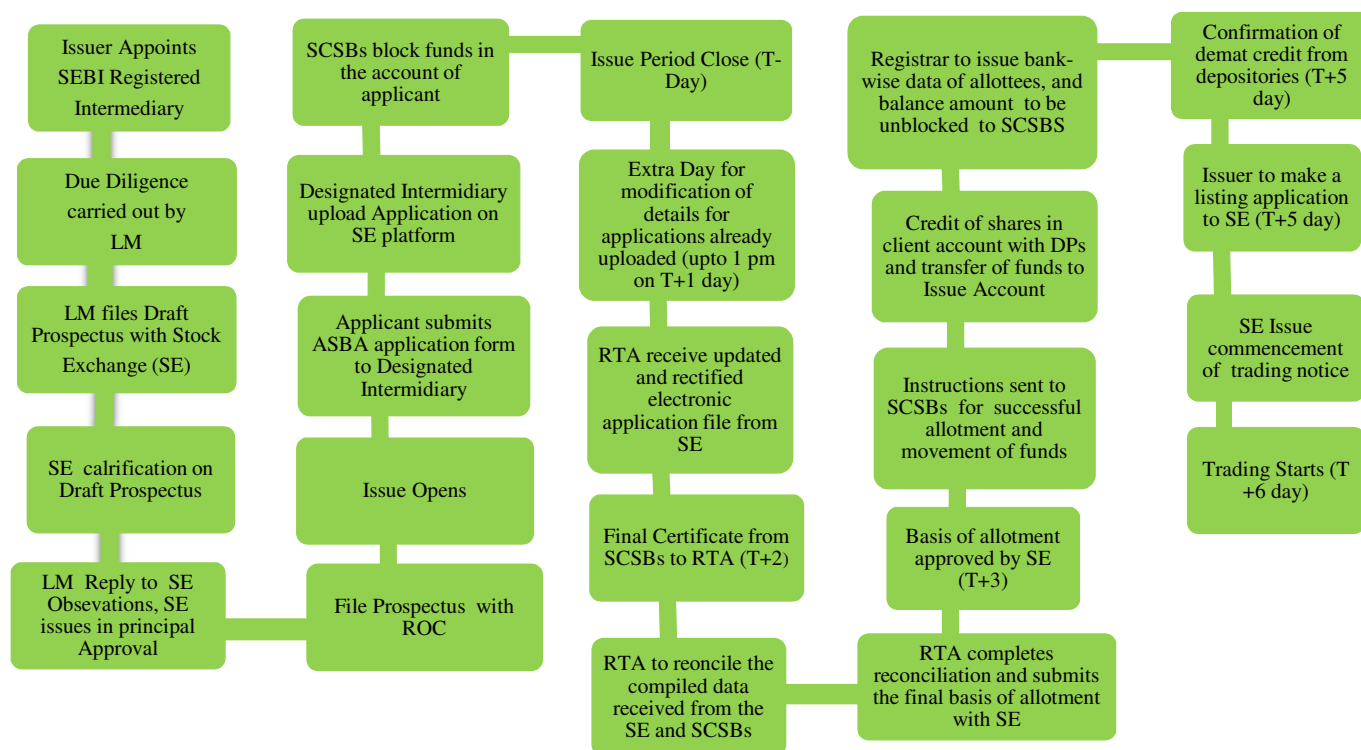 Issuer Appoints
SEBI Registered
Intermediary
Due Diligence
carried out by
LM
LM files Draft
Prospectus with Stock
Exchange (SE)
SE calrification on
Draft Prospectus
LM Reply to SE
Obsevations, SE
issues in principal
Approval
File Prospectus with
ROC
Issue Opens
Applicant submits
ASBA application form
to Designated
Intermidiary
Designated Intermidiary
upload Application on
SE platform
SCSBs block funds in
the account of
applicant
Issue Period Close (T-
Day)
Extra Day for
modification of
details for
applications already
uploaded (upto 1 pm
on T+1 day)
RTA receive updated
and rectified
electronic
application file from
SE
Final Certificate from
SCSBs to RTA (T+2)
RTA to reconcile the
compiled data
received from the
SE and SCSBs
RTA completes
reconciliation and submits
the final basis of allotment
with SE
Basis of allotment
approved by SE
(T+3)
Instructions sent to
SCSBs for successful
allotment and
movement of funds
Credit of shares in
client account with DPs
and transfer of funds to
Issue Account
Registrar to issue bank-
wise data of allottees, and
balance amount to be
unblocked to SCSBS
Confirmation of
demat credit from
depositories (T+5
day)
Issuer to make a
listing application
to SE (T+5 day)
SE Issue
commencement
of trading notice
Trading Starts (T
+6 day)